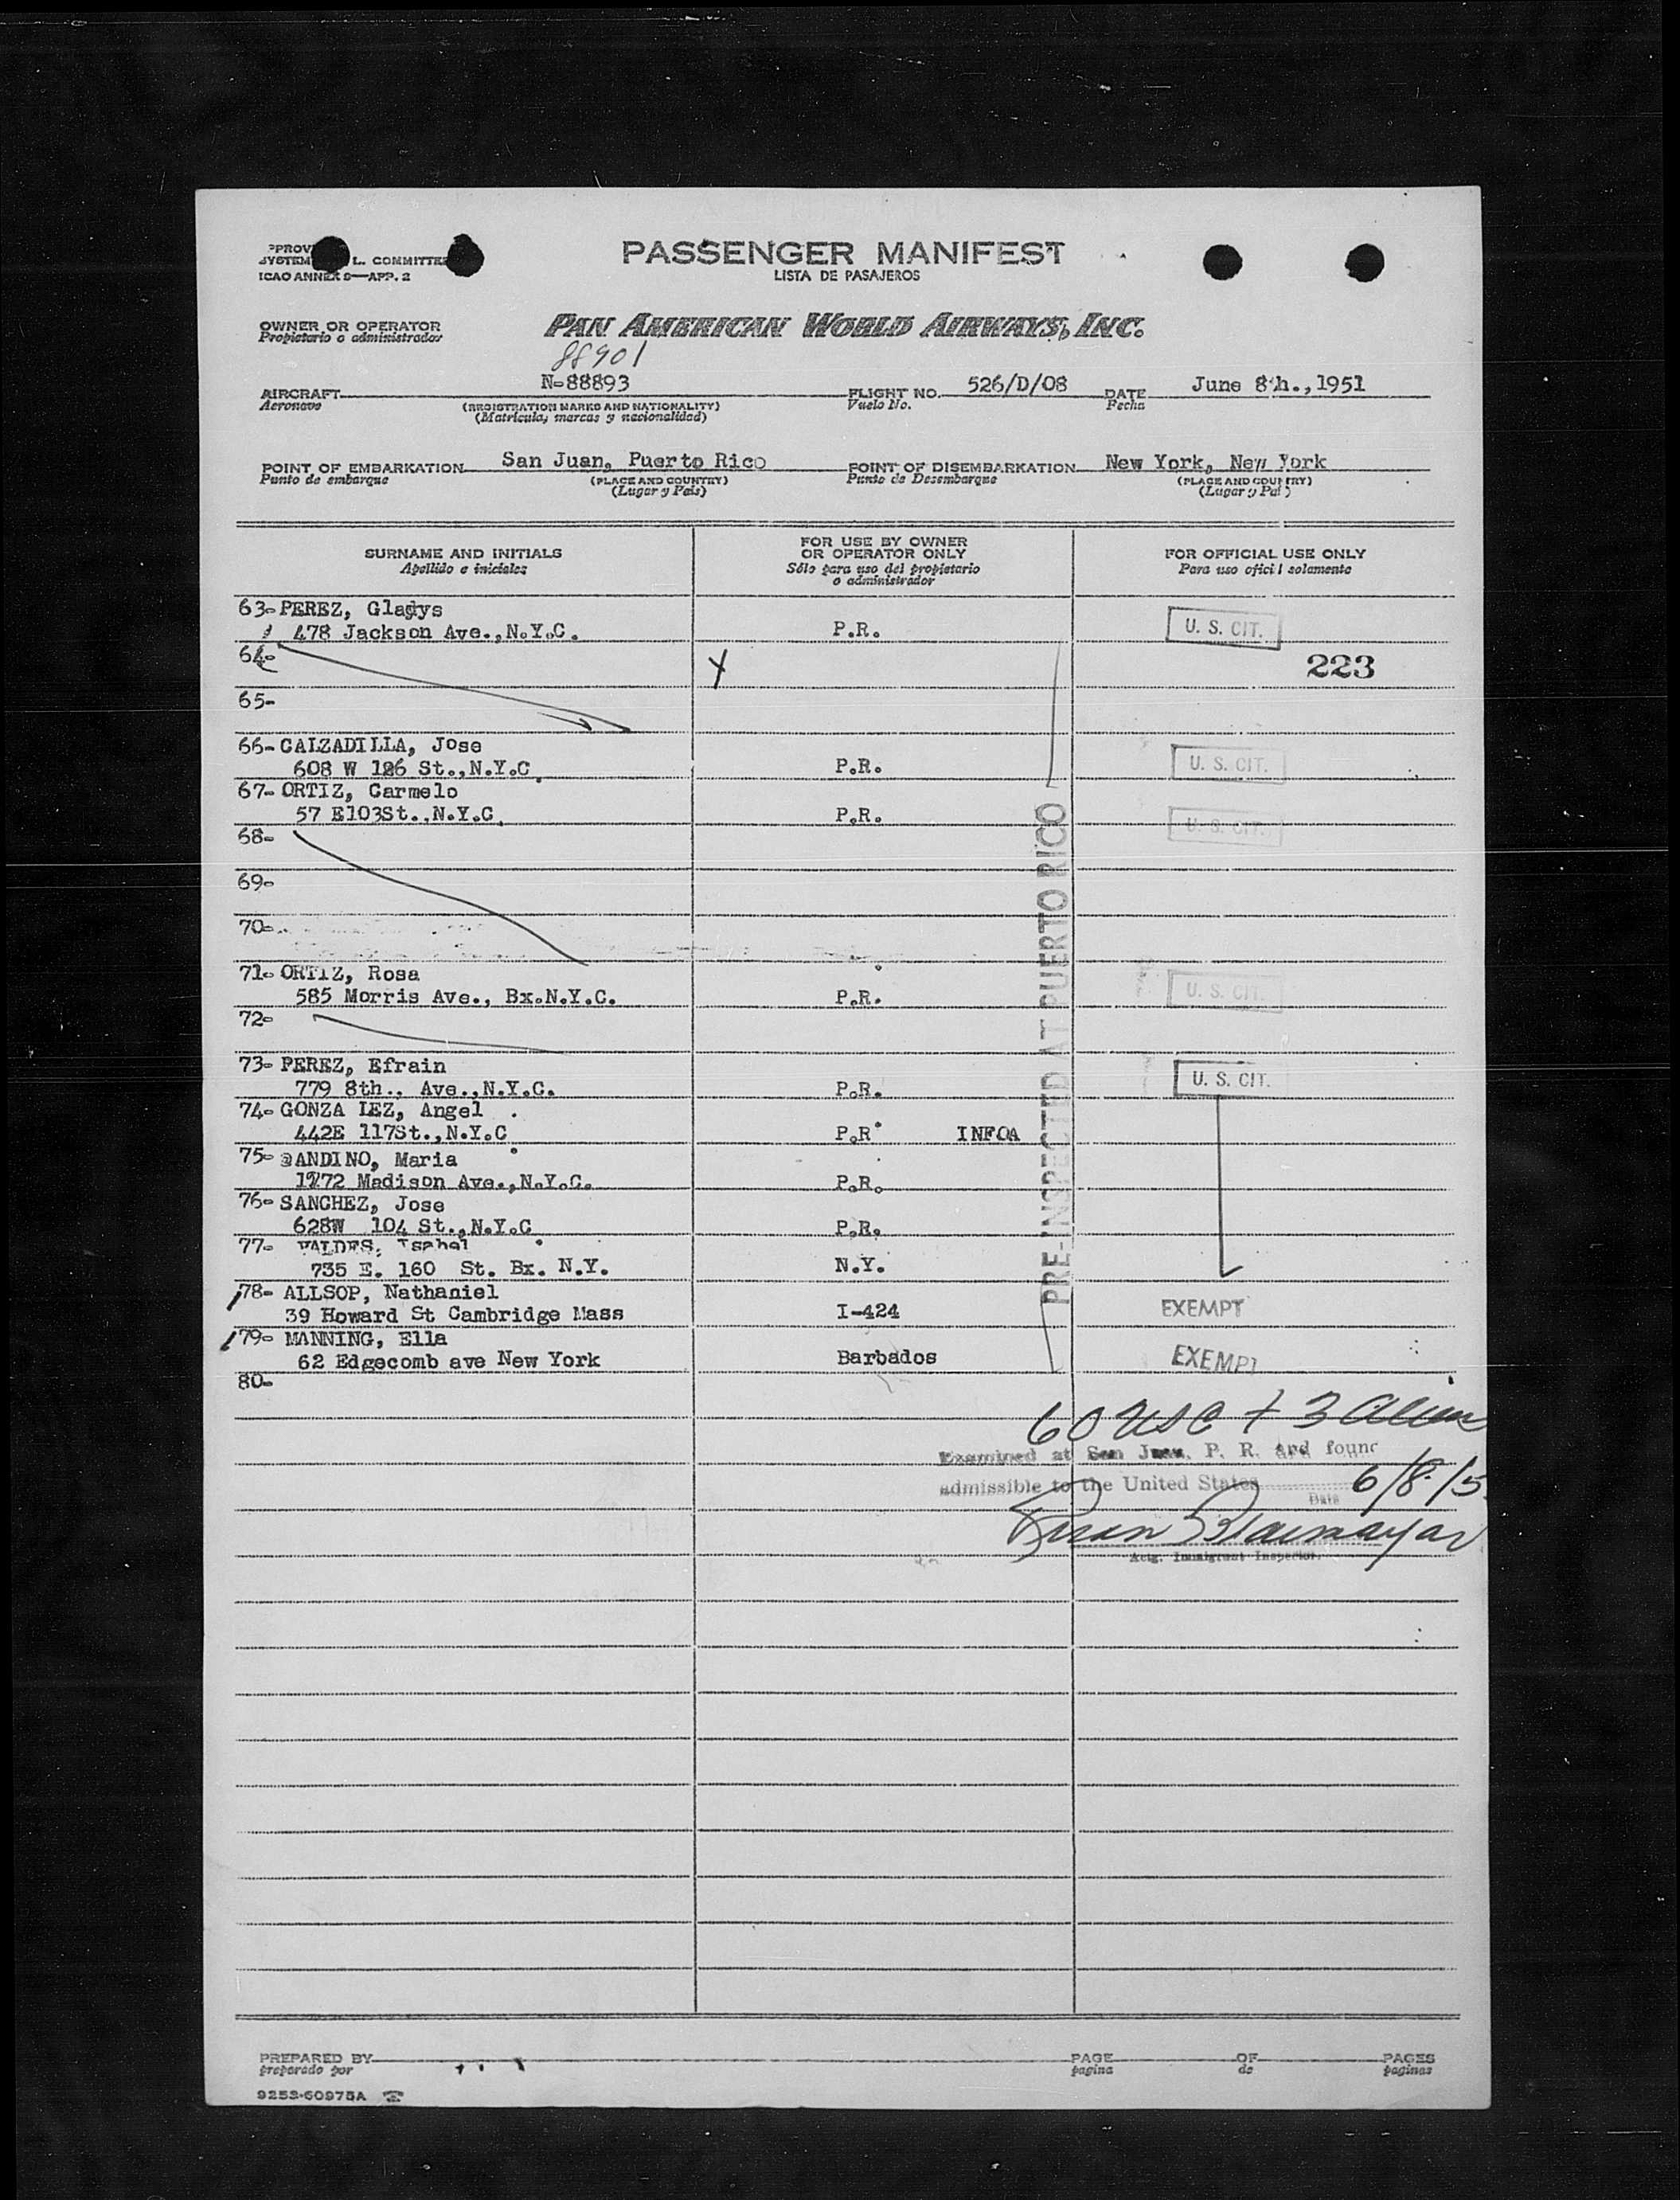 PASSENGER MANIFEST
LISTA DE PASAJEROS
L. COMMITTEE
ICAO ANNEX 9—APP. 2
OWNER OR OPERATOR
Propietario o administrador
PAN AMERICAN WORLD AIRWAYS, INC.
88901
AIRCRAFT N-88893 FLIGHT NO. 526/D/08 DATE June 8th., 1951
Aeronave (REGISTRATION MARKS AND NATIONALITY) Vuelo No. Fecha
(Matricula, marcas y nacionalidad)
POINT OF EMBARKATION San Juan, Puerto Rico POINT OF DISEMBARKATION New York, New York
Punto de embarque (PLACE AND COUNTRY) Punto de Desembarque (PLACE AND COUNTRY)
(Lugar y Pais) (Lugar y Pais)
SURNAME AND INITIALS
Apellido e iniciales
FOR USE BY OWNER
OR OPERATOR ONLY
Sólo para uso del propietario
o administrador
FOR OFFICIAL USE ONLY
Para uso oficial solamente
63- PEREZ, Gladys
478 Jackson Ave.,N.Y.C. P.R. U. S. CIT.
64- 223
65-
66- CALZADILLA, Jose
608 W 126 St.,N.Y.C. P.R. U. S. CIT.
67- ORTIZ, Carmelo
57 E103St.,N.Y.C. P.R. U. S. CIT.
68-
69-
70-
71- ORTIZ, Rosa
585 Morris Ave., Bx.N.Y.C. P.R. U. S. CIT.
72-
73- PEREZ, Efrain
779 8th., Ave.,N.Y.C. P.R. U. S. CIT.
74- GONZA LEZ, Angel
442E 117St.,N.Y.C. P.R. INFOA
75- ANDINO, Maria
1772 Madison Ave.,N.Y.C. P.R.
76- SANCHEZ, Jose
628W 104 St.,N.Y.C. P.R.
77- VALDES, Isabel
735 E. 160 St. Bx. N.Y. N.Y.
78- ALLSOP, Nathaniel
39 Howard St Cambridge Mass I-424 EXEMPT
79- MANNING, Ella
62 Edgecomb ave New York Barbados EXEMPT
80-
PRE-INSPECTED AT PUERTO RICO
60 USC + 3 Alien
Examined at San Juan, P. R. and found
admissible to the United States 6/8/5
Date
Actg. Immigrant Inspector.
PREPARED BY PAGE OF PAGES
preparado por pagina de paginas
9253-60975A